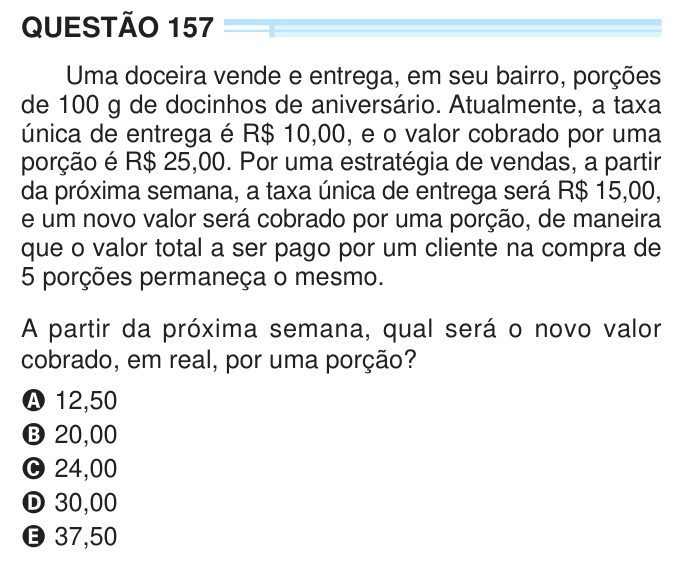 QUESTÃO 157
Uma doceira vende e entrega, em seu bairro, porções
de 100 g de docinhos de aniversário. Atualmente, a taxa
única de entrega é R$ 10,00, e o valor cobrado por uma
porção é R$ 25,00. Por uma estratégia de vendas, a partir
da próxima semana, a taxa única de entrega será R$ 15,00,
e um novo valor será cobrado por uma porção, de maneira
que o valor total a ser pago por um cliente na compra de
5 porções permaneça o mesmo.
A partir da próxima semana, qual será o novo valor
cobrado, em real, por uma porção?
A 12,50
B 20,00
C 24,00
D 30,00
E 37,50